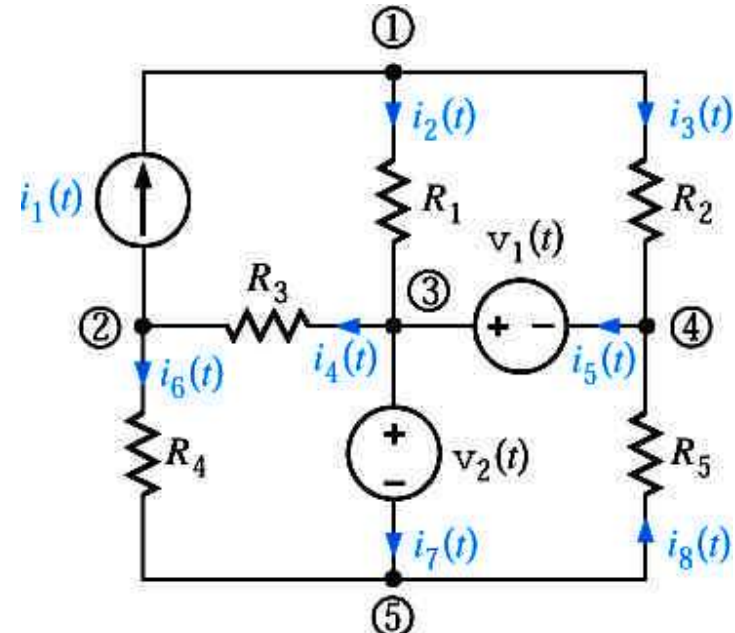 ①
i₂(t) i₃(t)
i₁(t) R₁ R₂
v₁(t)
R₃ ③
② + − ④
i₄(t) i₅(t)
i₆(t)
+
R₄ v₂(t) R₅
−
i₇(t) i₈(t)
⑤